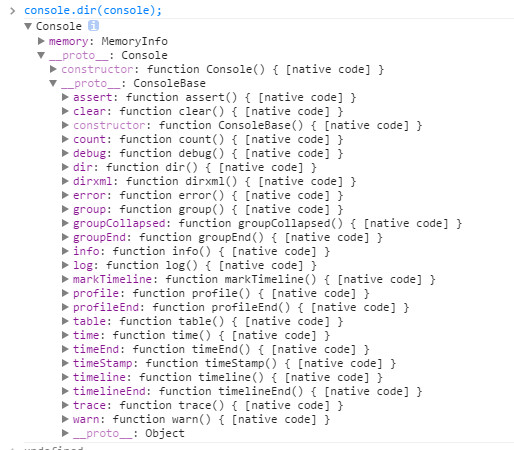 console.dir(console);
Console i
memory: MemoryInfo
__proto__: Console
constructor: function Console() { [native code] }
__proto__: ConsoleBase
assert: function assert() { [native code] }
clear: function clear() { [native code] }
constructor: function ConsoleBase() { [native code] }
count: function count() { [native code] }
debug: function debug() { [native code] }
dir: function dir() { [native code] }
dirxml: function dirxml() { [native code] }
error: function error() { [native code] }
group: function group() { [native code] }
groupCollapsed: function groupCollapsed() { [native code] }
groupEnd: function groupEnd() { [native code] }
info: function info() { [native code] }
log: function log() { [native code] }
markTimeline: function markTimeline() { [native code] }
profile: function profile() { [native code] }
profileEnd: function profileEnd() { [native code] }
table: function table() { [native code] }
time: function time() { [native code] }
timeEnd: function timeEnd() { [native code] }
timeStamp: function timeStamp() { [native code] }
timeline: function timeline() { [native code] }
timelineEnd: function timelineEnd() { [native code] }
trace: function trace() { [native code] }
warn: function warn() { [native code] }
__proto__: Object